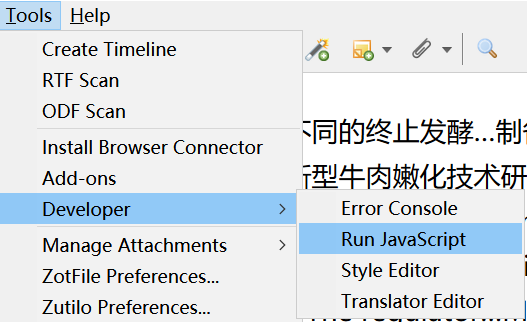 Tools Help
Create Timeline
RTF Scan
ODF Scan
Install Browser Connector
Add-ons
Developer
Manage Attachments
ZotFile Preferences...
Zutilo Preferences...
Error Console
Run JavaScript
Style Editor
Translator Editor
不同的终止发酵...制
新型牛肉嫩化技术研